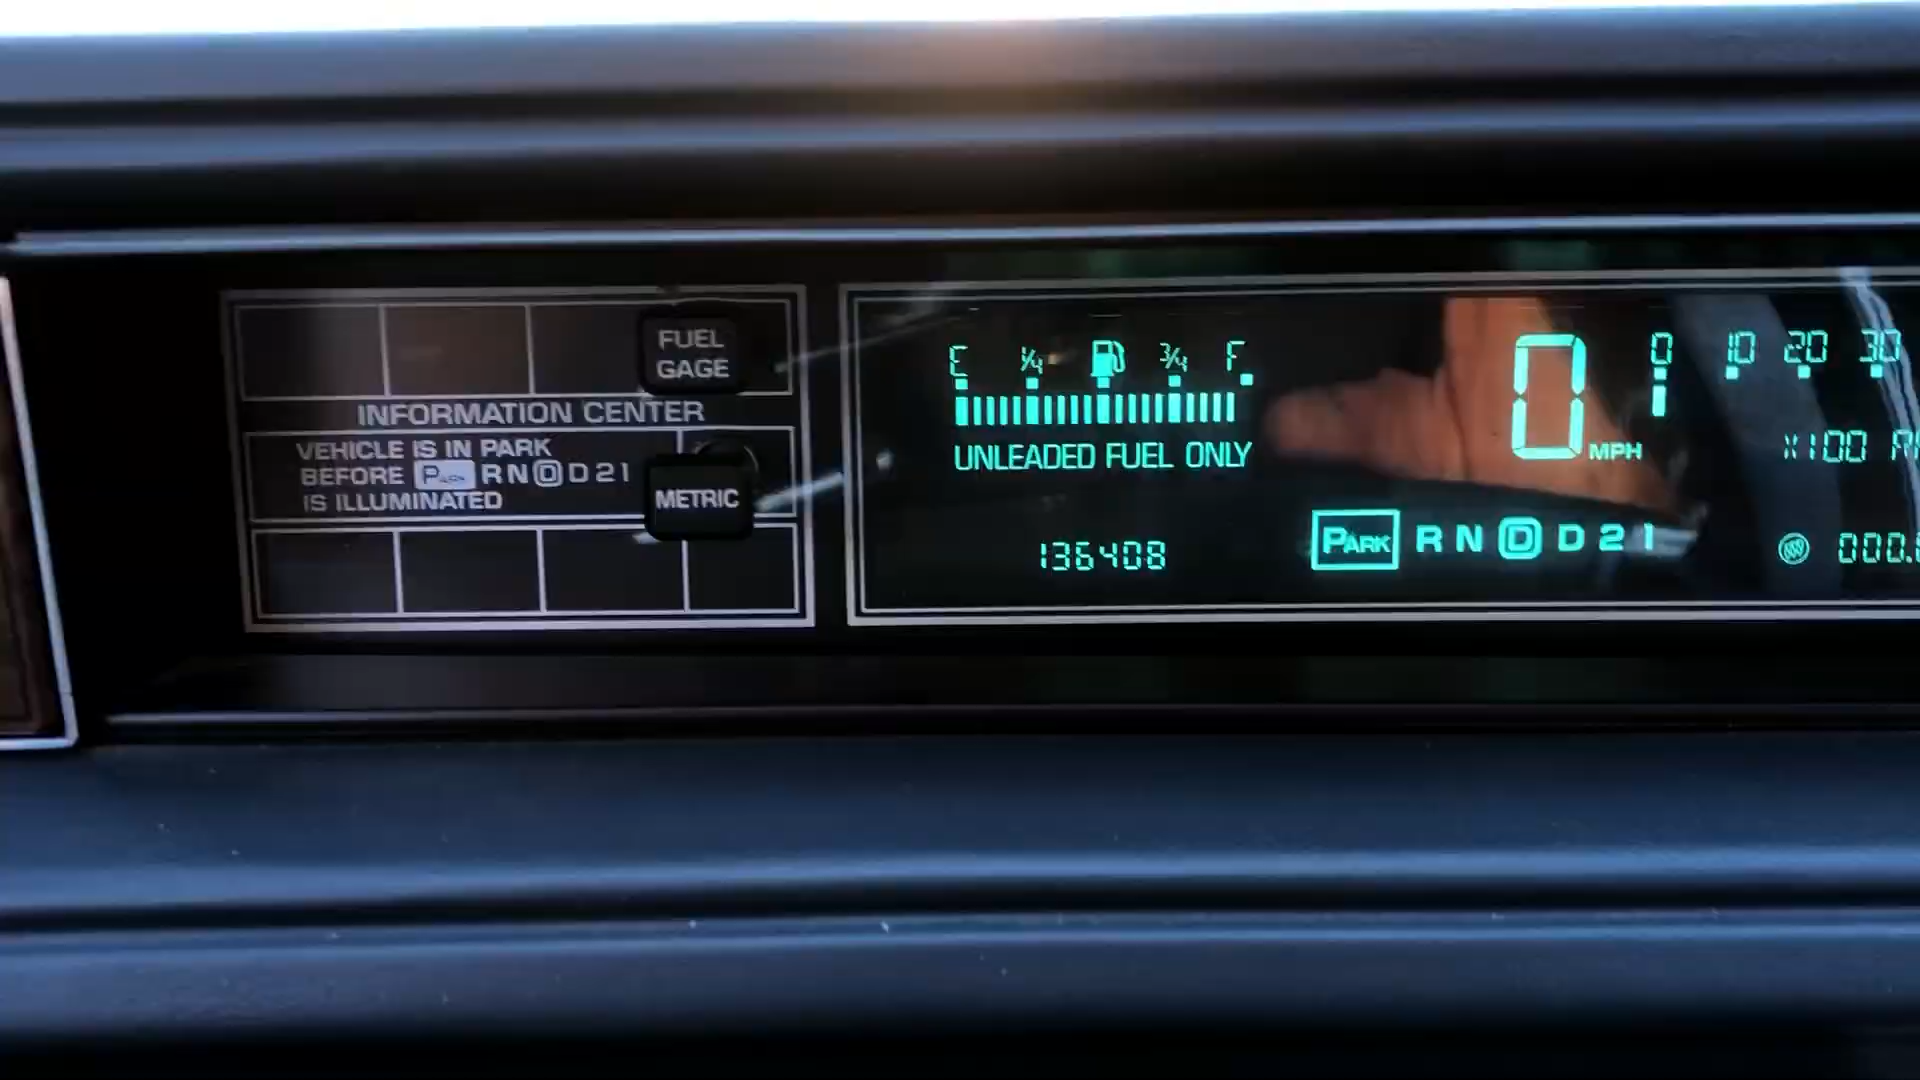 FUEL
GAGE
INFORMATION CENTER
VEHICLE IS IN PARK
BEFORE PARK R N D D 2 1
IS ILLUMINATED
METRIC
E 1/4 3/4 F
UNLEADED FUEL ONLY
136408
0 MPH
PARK R N D D 2 1
0 10 20 30
X100
000.